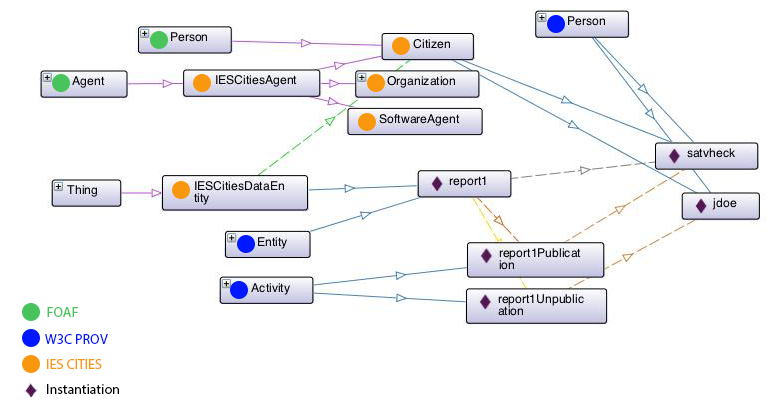 Person
Person
Citizen
Agent
IESCitiesAgent
Organization
SoftwareAgent
satvheck
Thing
IESCitiesDataEn
tity
report1
jdoe
Entity
report1Publicat
ion
Activity
report1Unpublic
ation
FOAF
W3C PROV
IES CITIES
Instantiation